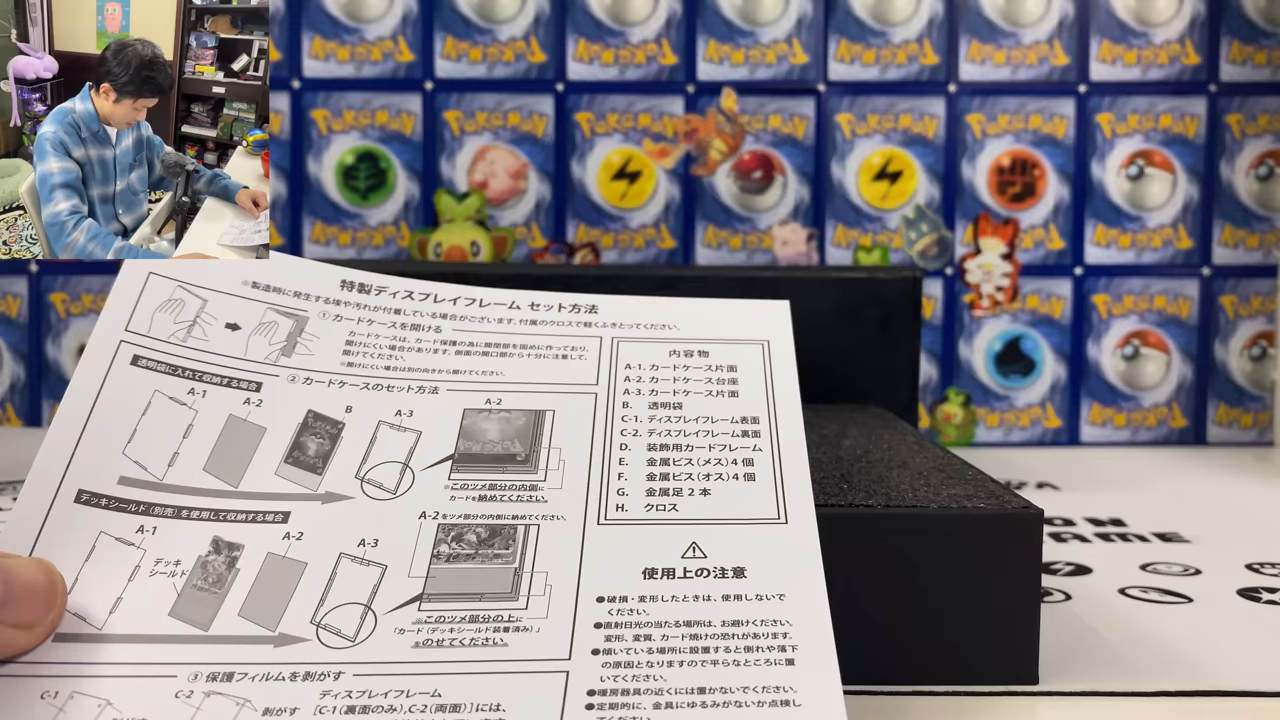 特製ディスプレイフレーム セット方法
※製造時に発生する埃や汚れが付着している場合がございます。付属のクロスで軽くふきとってください。
①カードケースを開ける
カードケースは、カード保護の為に開閉部を固めに作っており、
開けにくい場合があります。側面の開口部から十分に注意して、
開けてください。
※開けにくい場合は別の向きから開けてください。
②カードケースのセット方法
透明袋に入れて収納する場合
A-1
A-2
B
A-3
A-2
※このツメ部分の内側に
カードを納めてください。
デッキシールド(別売)を使用して収納する場合
A-1
デッキ
シールド
A-2
A-3
A-2をツメ部分の内側に納めてください。
※このツメ部分の上に
「カード(デッキシールド装着済み)」
をのせてください。
③保護フィルムを剥がす
C-1
C-2
剥がす
ディスプレイフレーム
[C-1(裏面のみ),C-2(両面)]には、
内容物
A-1. カードケース片面
A-2. カードケース台座
A-3. カードケース片面
B. 透明袋
C-1. ディスプレイフレーム表面
C-2. ディスプレイフレーム裏面
D. 装飾用カードフレーム
E. 金属ビス(メス)4個
F. 金属ビス(オス)4個
G. 金属足2本
H. クロス
使用上の注意
●破損・変形したときは、使用しないで
ください。
●直射日光の当たる場所は、お避けください。
変形、変質、カード焼けの恐れがあります。
●傾いている場所に設置すると倒れや落下
の原因となりますので平らなところに置
いてください。
●暖房器具の近くには置かないでください。
●定期的に、金具にゆるみがないか点検し
てください。
Pokémon
Pokémon
Pokémon
Pokémon
Pokémon
Pokémon
Pokémon